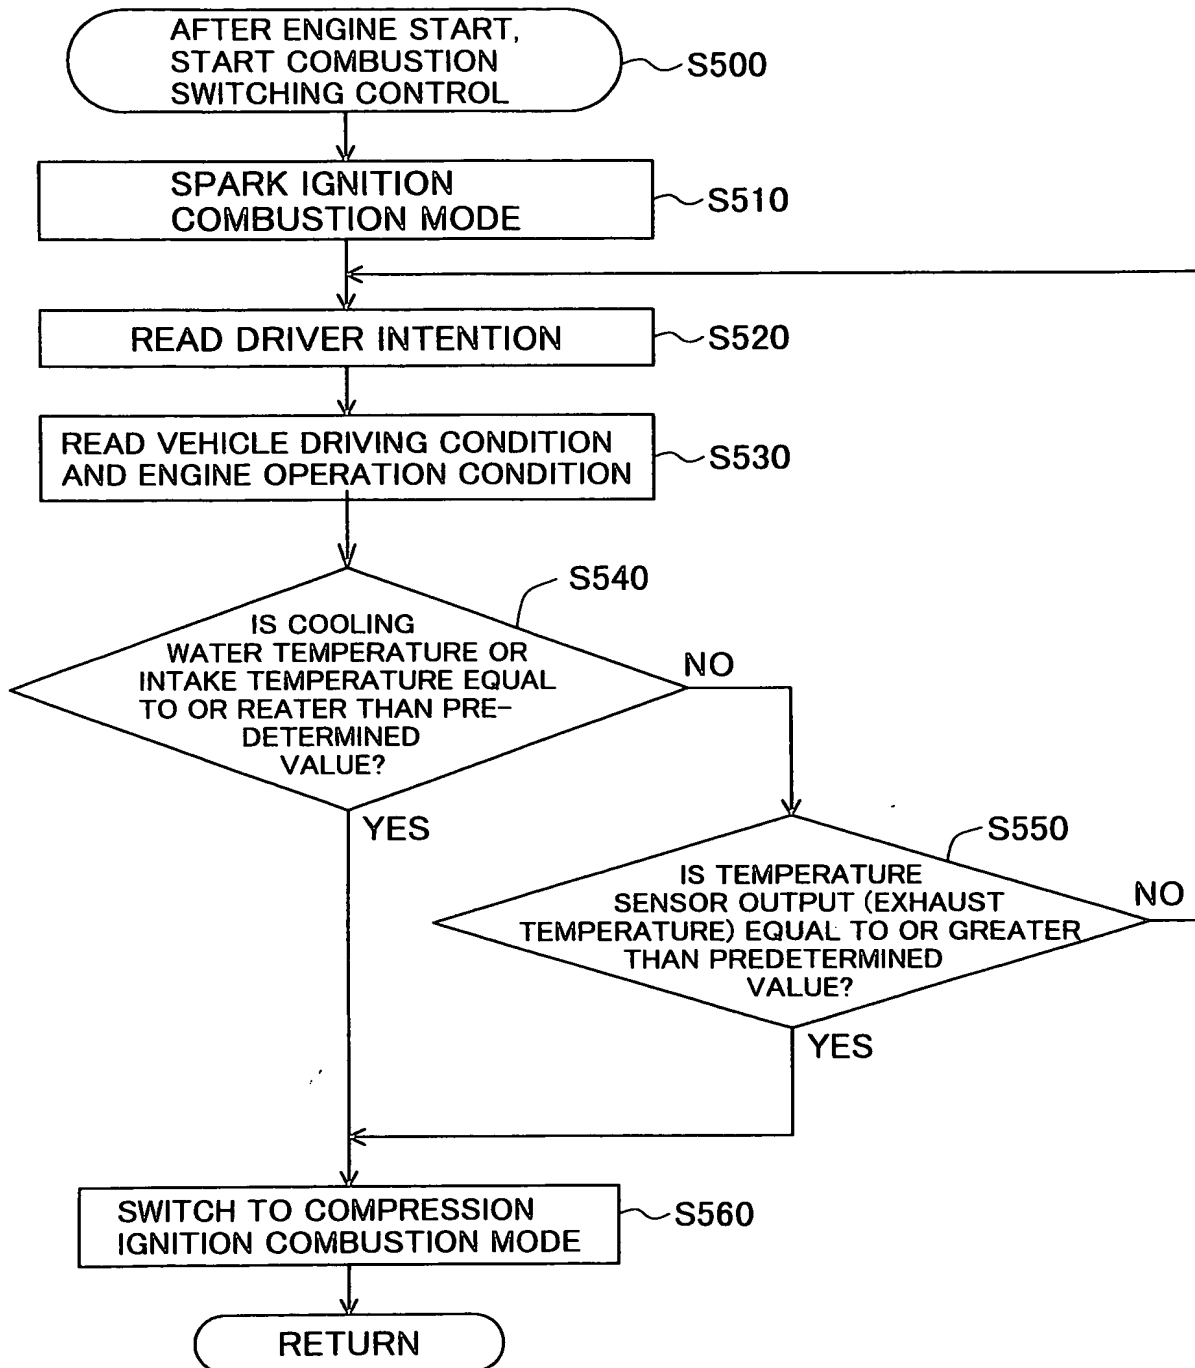 AFTER ENGINE START,
START COMBUSTION
SWITCHING CONTROL
S500
SPARK IGNITION
COMBUSTION MODE
S510
READ DRIVER INTENTION
S520
READ VEHICLE DRIVING CONDITION
AND ENGINE OPERATION CONDITION
S530
S540
IS COOLING
WATER TEMPERATURE OR
INTAKE TEMPERATURE EQUAL
TO OR REATER THAN PRE-
DETERMINED
VALUE?
NO
YES
S550
IS TEMPERATURE
SENSOR OUTPUT (EXHAUST
TEMPERATURE) EQUAL TO OR GREATER
THAN PREDETERMINED
VALUE?
NO
YES
SWITCH TO COMPRESSION
IGNITION COMBUSTION MODE
S560
RETURN